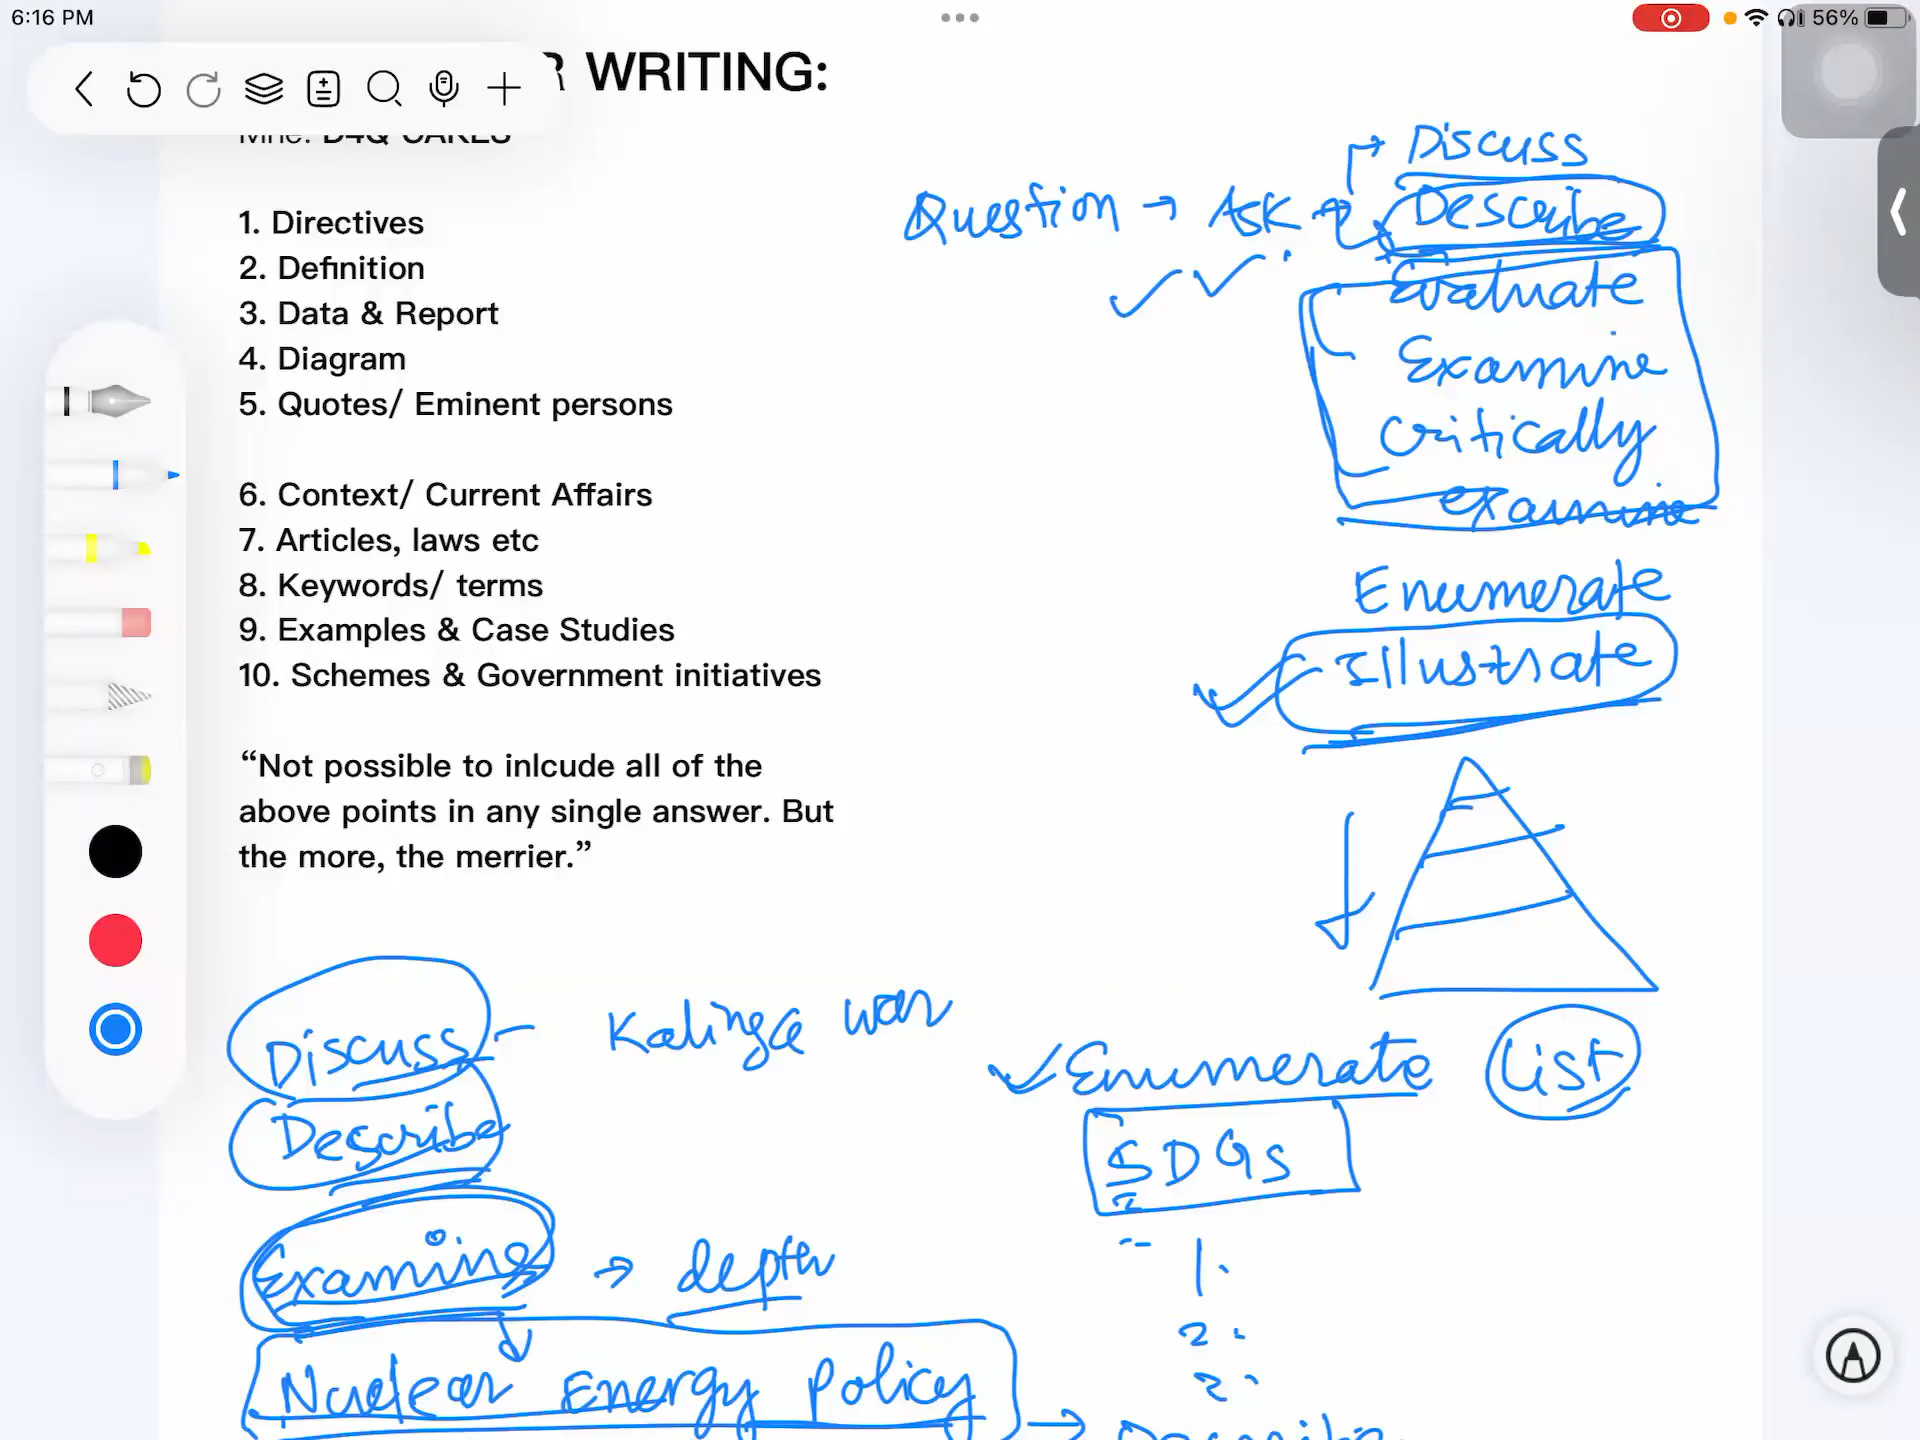 6:16 PM
56%
WRITING:
1. Directives
2. Definition
3. Data & Report
4. Diagram
5. Quotes/ Eminent persons
6. Context/ Current Affairs
7. Articles, laws etc
8. Keywords/ terms
9. Examples & Case Studies
10. Schemes & Government initiatives
“Not possible to inlcude all of the
above points in any single answer. But
the more, the merrier.”
Question → Ask →
Discuss
Describe
Evaluate
Examine
critically
examine
Enumerate
Illustrate
Discuss - Kalinga war
Describe
Examine → depth
Nuclear Energy Policy →
Enumerate List
SDGs
1.
2.
2.